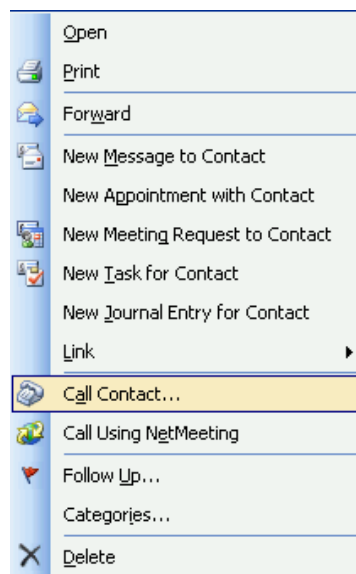 Open
Print
Forward
New Message to Contact
New Appointment with Contact
New Meeting Request to Contact
New Task for Contact
New Journal Entry for Contact
Link
Call Contact...
Call Using NetMeeting
Follow Up...
Categories...
Delete